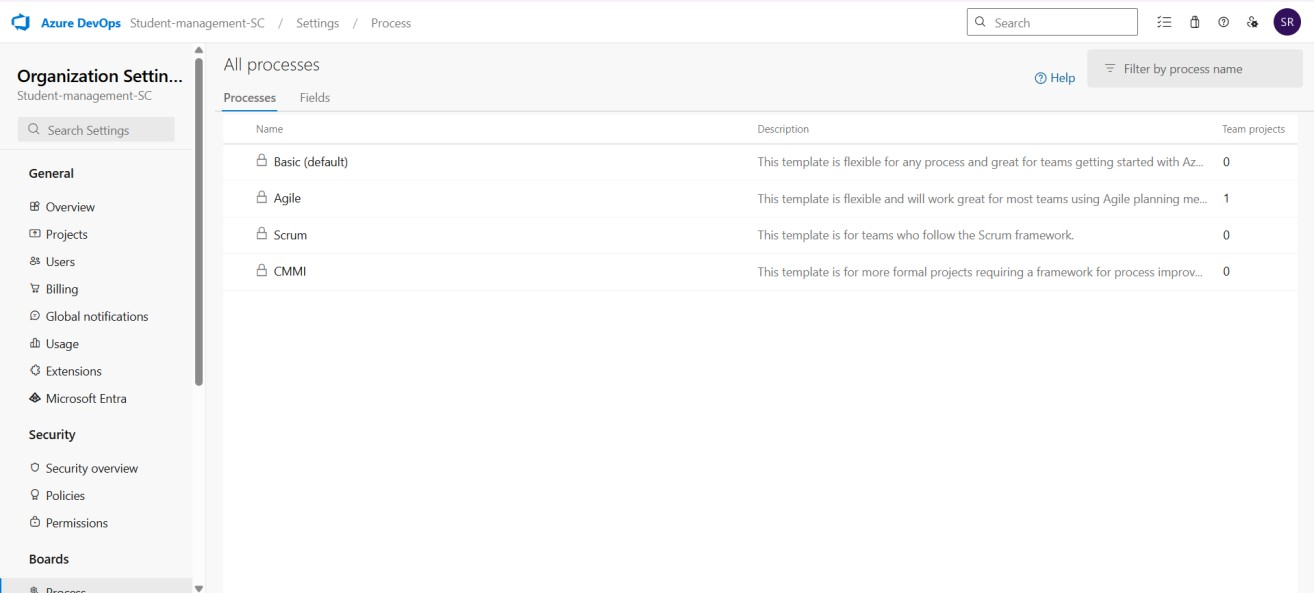 Azure DevOps Student-management-SC / Settings / Process
Search
SR
Organization Settin...
Student-management-SC
Search Settings
General
Overview
Projects
Users
Billing
Global notifications
Usage
Extensions
Microsoft Entra
Security
Security overview
Policies
Permissions
Boards
Process
All processes
Help
Filter by process name
Processes Fields
Name Description Team projects
Basic (default) This template is flexible for any process and great for teams getting started with Az... 0
Agile This template is flexible and will work great for most teams using Agile planning me... 1
Scrum This template is for teams who follow the Scrum framework. 0
CMMI This template is for more formal projects requiring a framework for process improv... 0